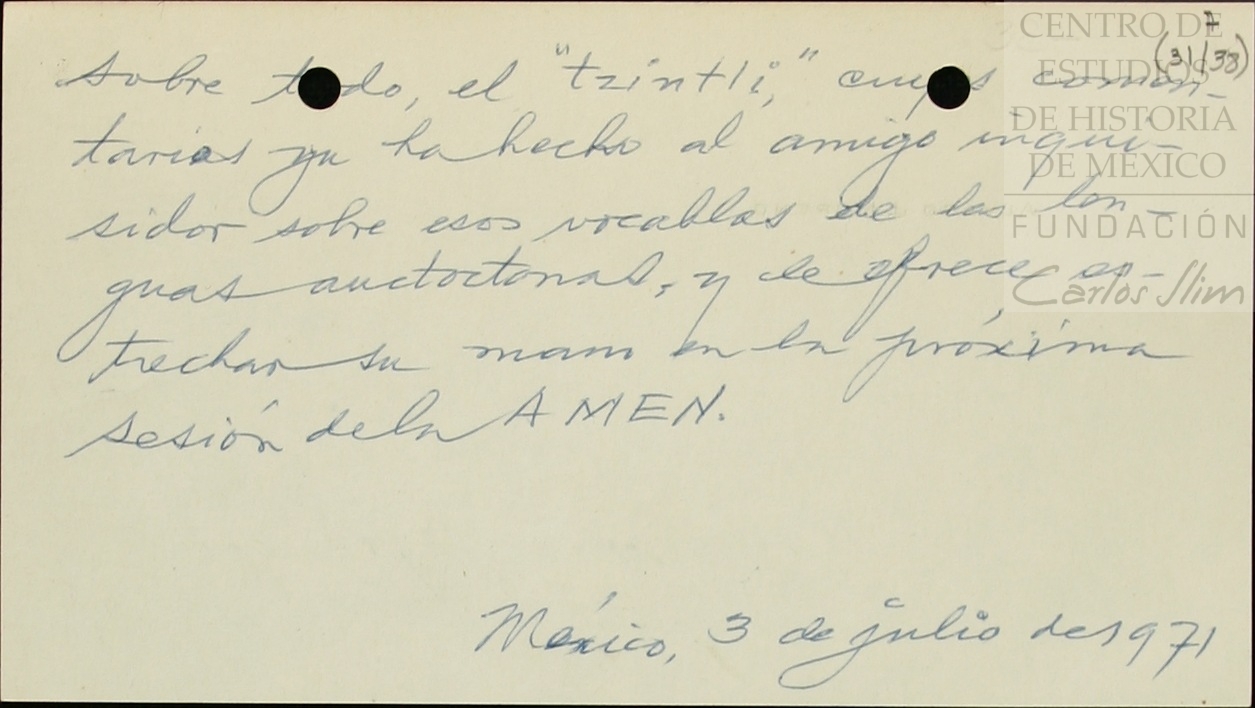 CENTRO DE
ESTUDIOS
DE HISTORIA
DE MÉXICO
FUNDACIÓN
Carlos Slim
7
(31/38)
sobre todo, el "tzintli," cuyos comen-
tarios ya ha hecho al amigo inqui-
sidor sobre esos vocablos de las len-
guas auctoctonas, y le ofrece es-
trechar su mano en la próxima
sesión de la AMEN.
México, 3 de julio de 1971